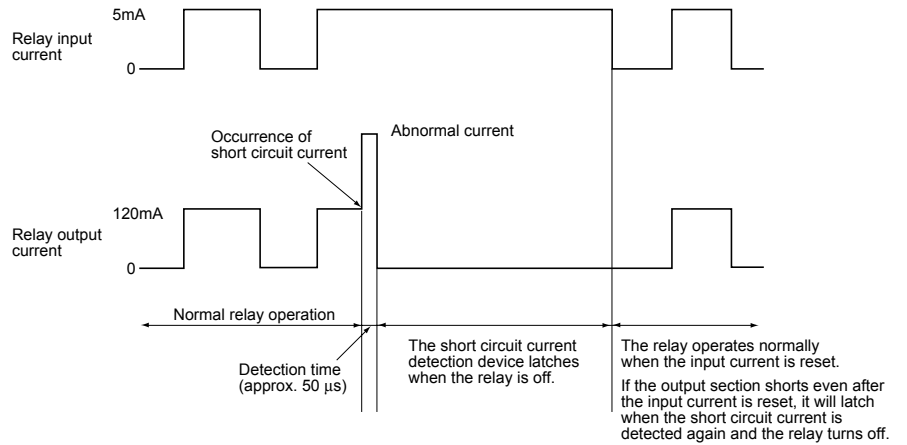 5mA
Relay input
current
0
Occurrence of
short circuit current
Abnormal current
120mA
Relay output
current
0
Normal relay operation
Detection time
(approx. 50 µs)
The short circuit current
detection device latches
when the relay is off.
The relay operates normally
when the input current is reset.
If the output section shorts even after
the input current is reset, it will latch
when the short circuit current is
detected again and the relay turns off.